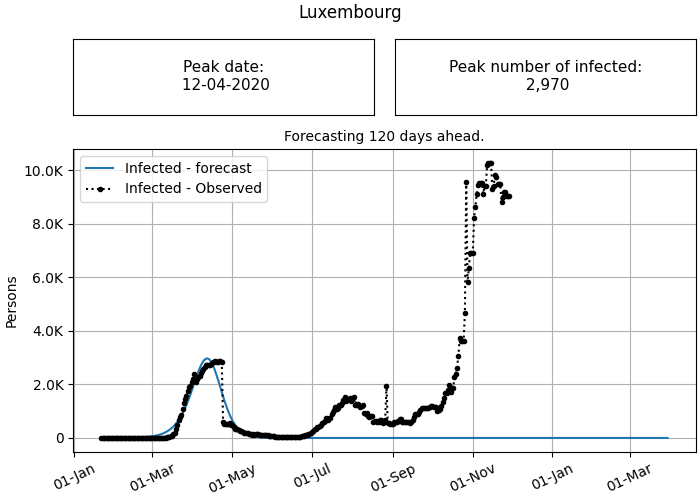 Luxembourg
Peak date:
12-04-2020
Peak number of infected:
2,970
Forecasting 120 days ahead.
Infected - forecast
Infected - Observed
10.0K
8.0K
6.0K
4.0K
2.0K
0
Persons
01-Jan
01-Mar
01-May
01-Jul
01-Sep
01-Nov
01-Jan
01-Mar